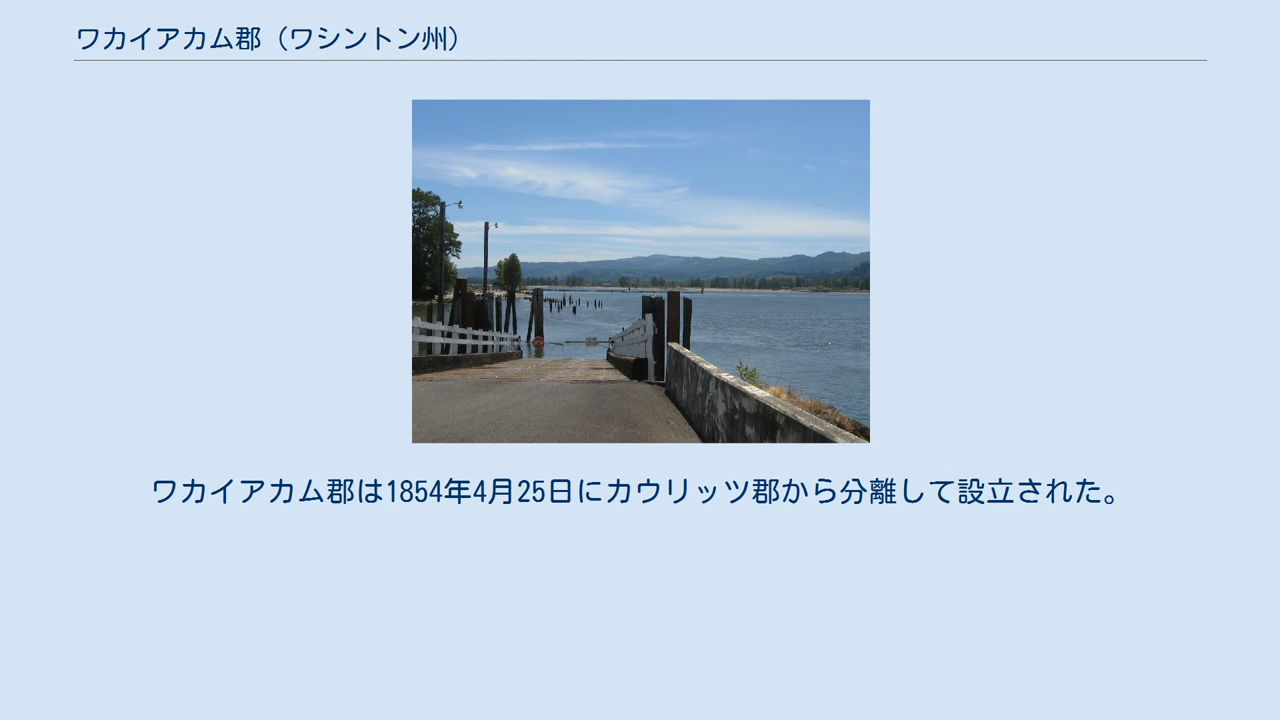 ワカイアカム郡（ワシントン州）
ワカイアカム郡は1854年4月25日にカウリッツ郡から分離して設立された。